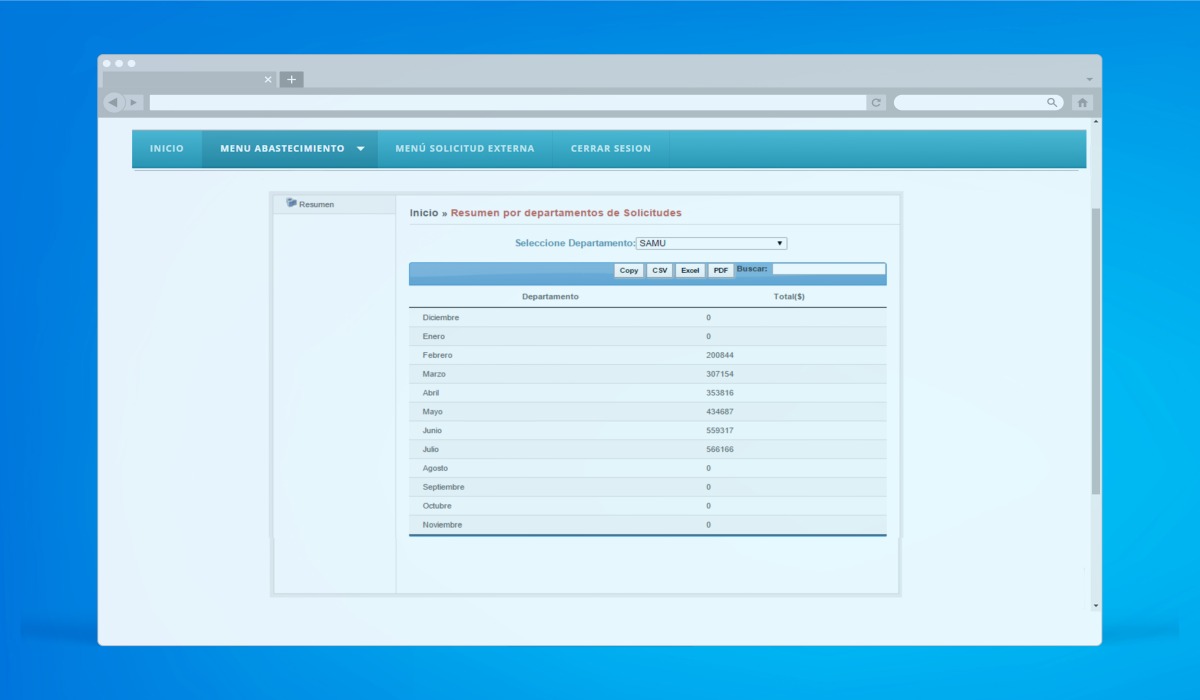 INICIO MENU ABASTECIMIENTO MENÚ SOLICITUD EXTERNA CERRAR SESION
Resumen
Inicio » Resumen por departamentos de Solicitudes
Seleccione Departamento: SAMU
Copy CSV Excel PDF Buscar:
Departamento Total($)
Diciembre 0
Enero 0
Febrero 200844
Marzo 307154
Abril 353816
Mayo 434687
Junio 559317
Julio 566166
Agosto 0
Septiembre 0
Octubre 0
Noviembre 0